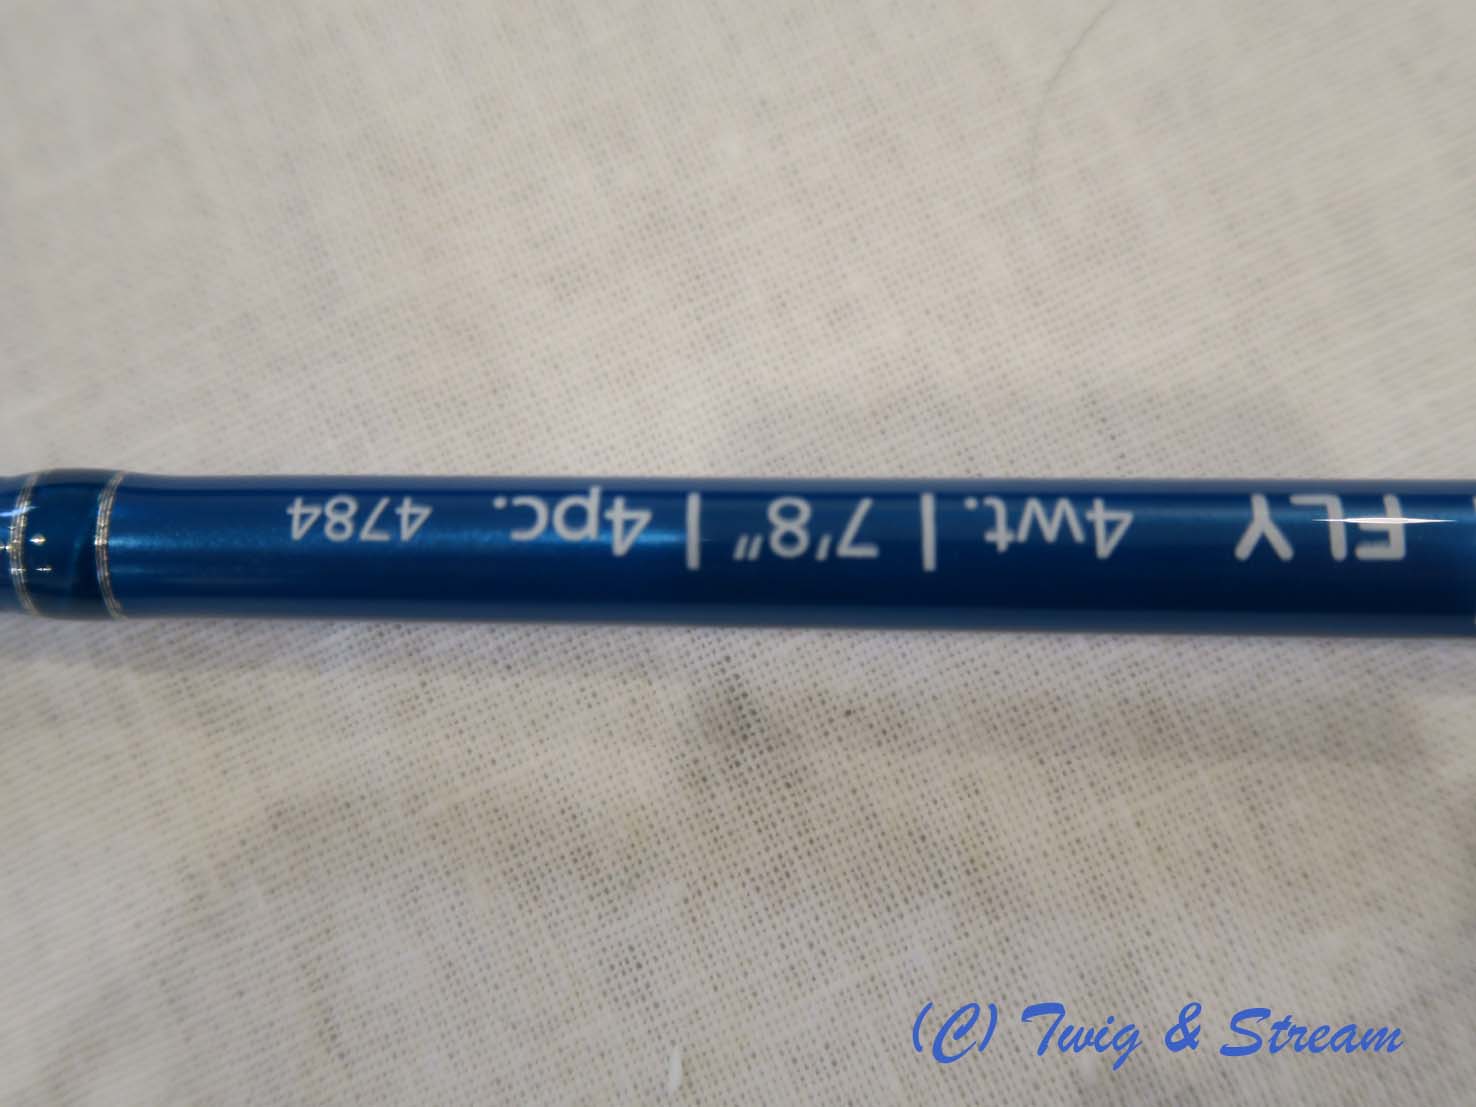 FLY 4wt. | 7'8" | 4pc. 4784
(C) Twig & Stream